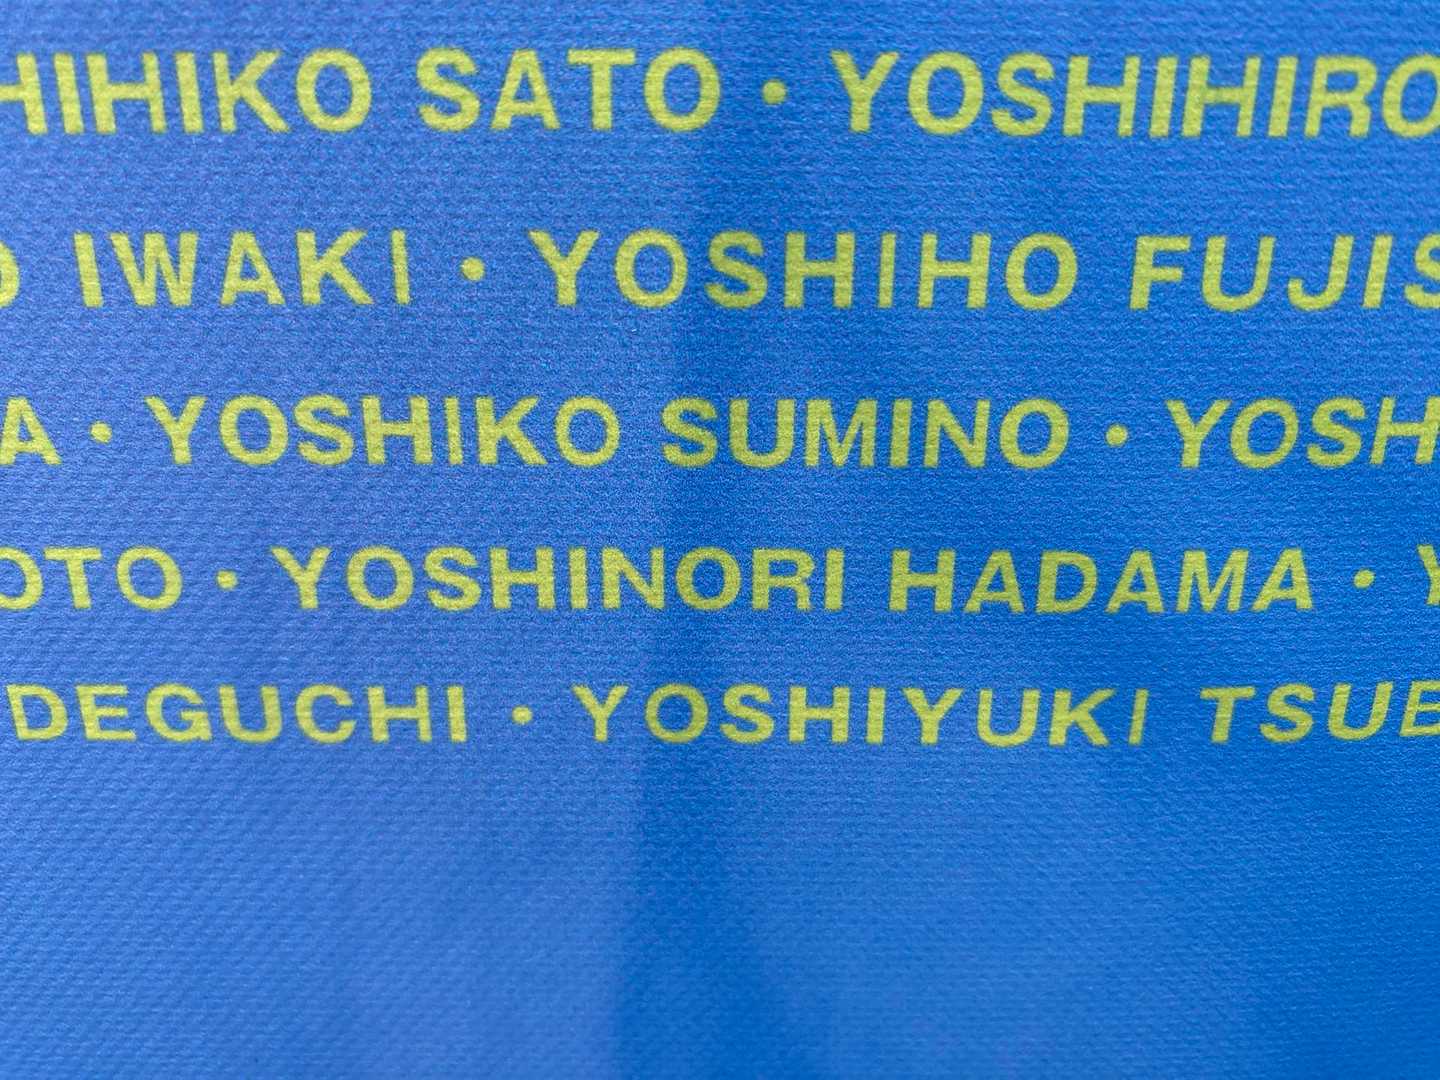 HIHIKO SATO • YOSHIHIRO
IWAKI • YOSHIHO FUJIS
A • YOSHIKO SUMINO • YOSH
OTO • YOSHINORI HADAMA • Y
DEGUCHI • YOSHIYUKI TSUB